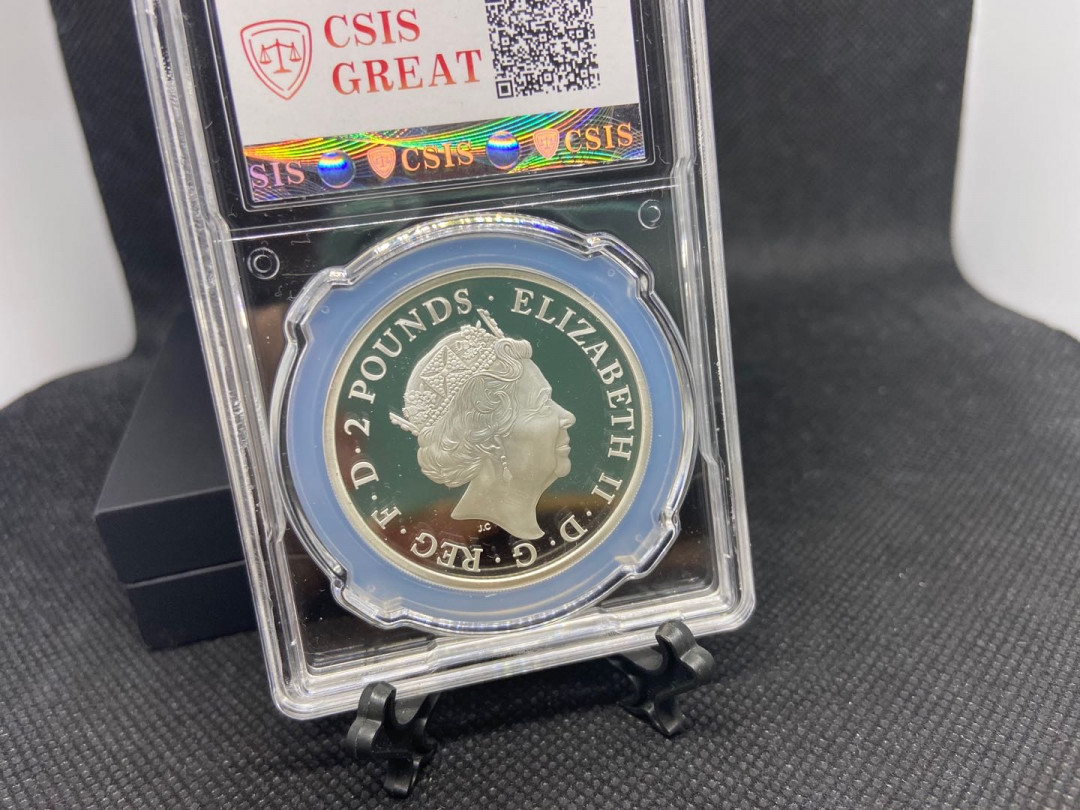 CSIS
GREAT
SIS CSIS CSIS
ELIZABETH II · D · G · REG · F · D · 2 POUNDS ·
J.C